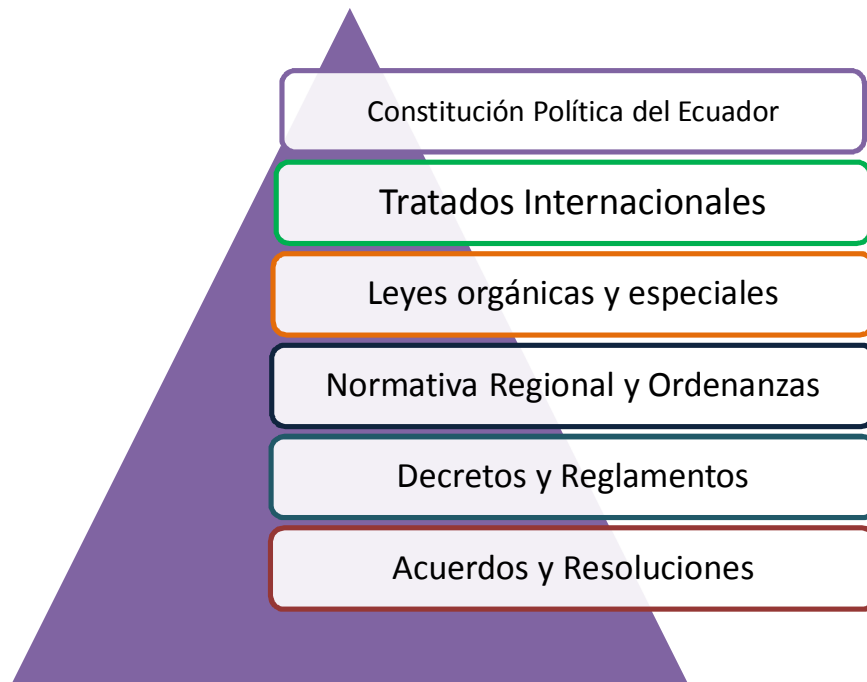 Constitución Política del Ecuador
Tratados Internacionales
Leyes orgánicas y especiales
Normativa Regional y Ordenanzas
Decretos y Reglamentos
Acuerdos y Resoluciones